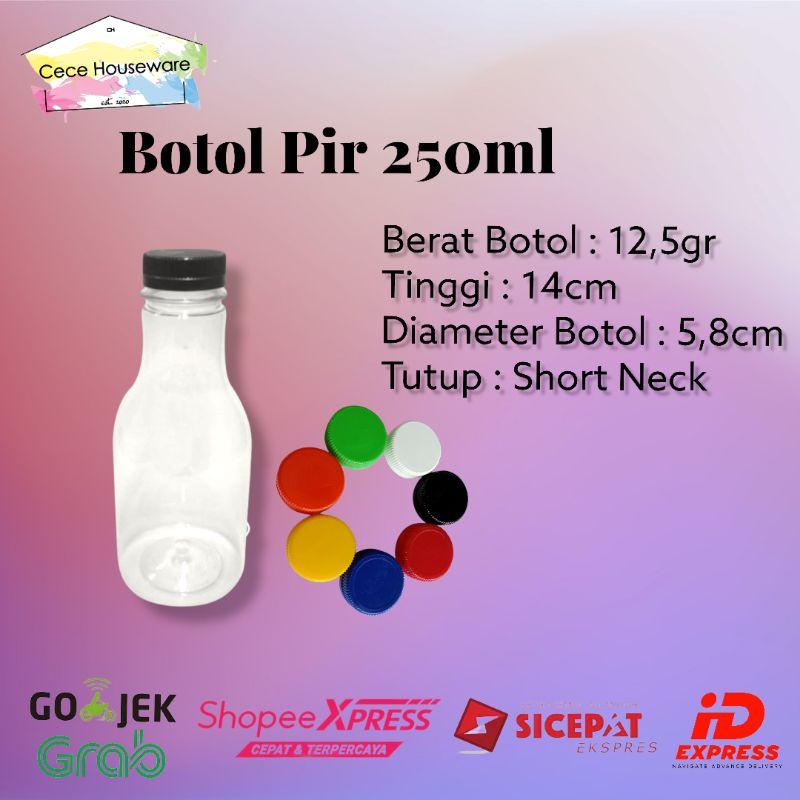 CH
Cece Houseware
est. 2020
Botol Pir 250ml
Berat Botol : 12,5gr
Tinggi : 14cm
Diameter Botol : 5,8cm
Tutup : Short Neck
GOJEK
Grab
ShopeeXPRESS
CEPAT & TERPERCAYA
SICEPAT
EKSPRES
iD
EXPRESS
NAVIGATE ADVANCE DELIVERY